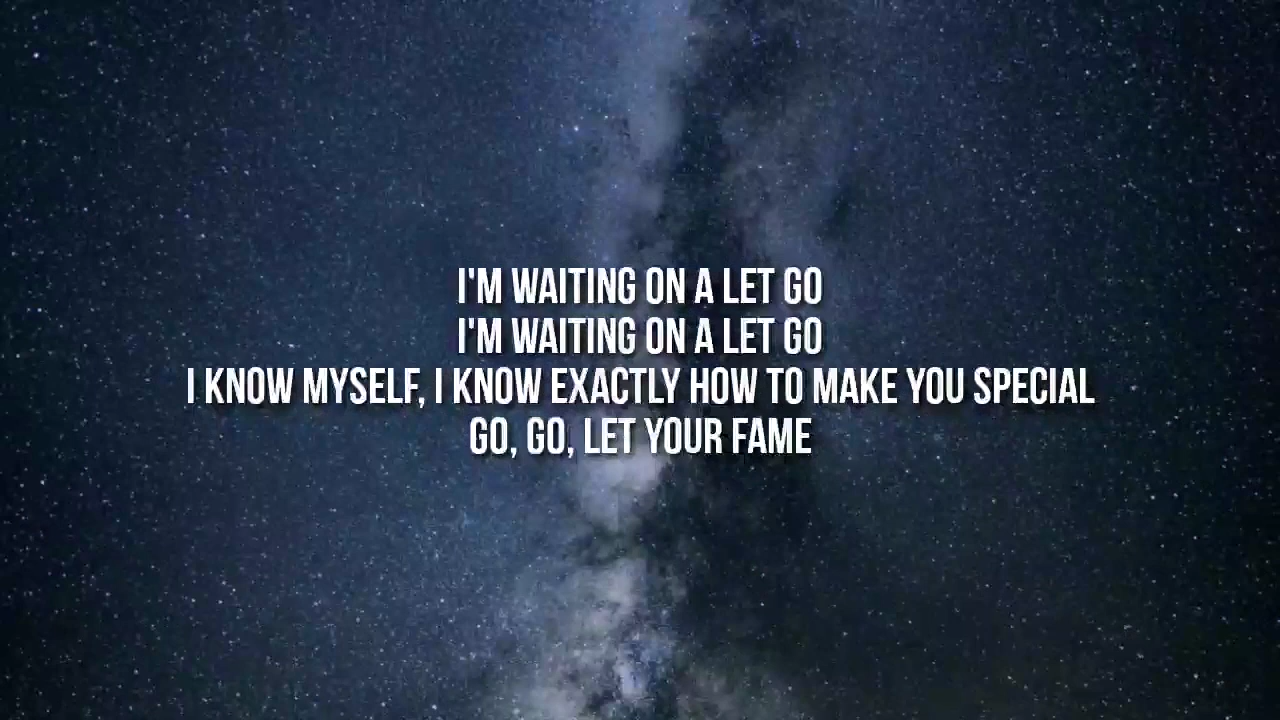 I'M WAITING ON A LET GO
I'M WAITING ON A LET GO
I KNOW MYSELF, I KNOW EXACTLY HOW TO MAKE YOU SPECIAL
GO, GO, LET YOUR FAME